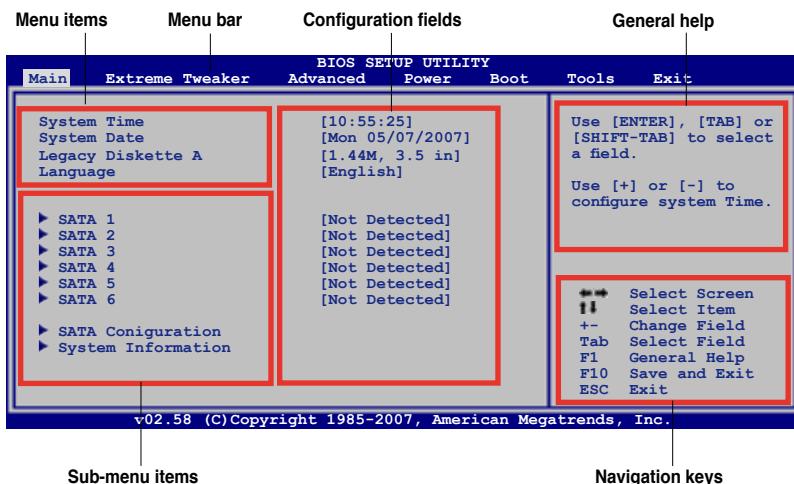 Menu items Menu bar Configuration fields General help
BIOS SETUP UTILITY
Main Extreme Tweaker Advanced Power Boot Tools Exit
System Time [10:55:25]
System Date [Mon 05/07/2007]
Legacy Diskette A [1.44M, 3.5 in]
Language [English]
SATA 1 [Not Detected]
SATA 2 [Not Detected]
SATA 3 [Not Detected]
SATA 4 [Not Detected]
SATA 5 [Not Detected]
SATA 6 [Not Detected]
SATA Coniguration
System Information
Use [ENTER], [TAB] or
[SHIFT-TAB] to select
a field.
Use [+] or [-] to
configure system Time.
Select Screen
Select Item
+- Change Field
Tab Select Field
F1 General Help
F10 Save and Exit
ESC Exit
v02.58 (C)Copyright 1985-2007, American Megatrends, Inc.
Sub-menu items Navigation keys